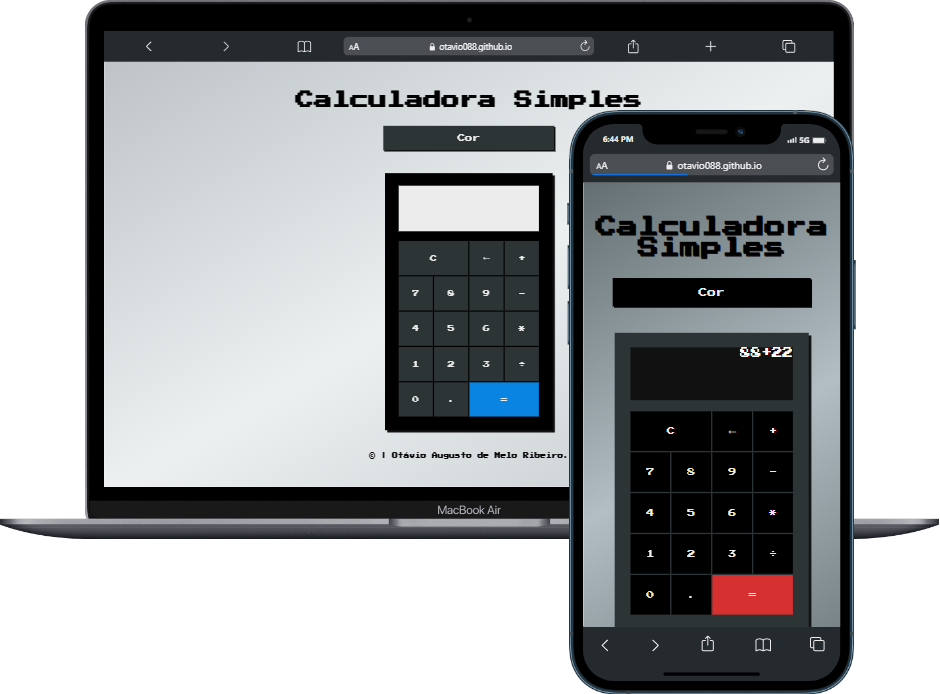 AA otavio088.github.io
Calculadora Simples
Cor
C ← +
7 8 9 -
4 5 6 *
1 2 3 ÷
0 . =
© | Otávio Augusto de Melo Ribeiro.
MacBook Air
6:44 PM 5G
AA otavio088.github.io
Calculadora
Simples
Cor
88+22
C ← +
7 8 9 -
4 5 6 *
1 2 3 ÷
0 . =